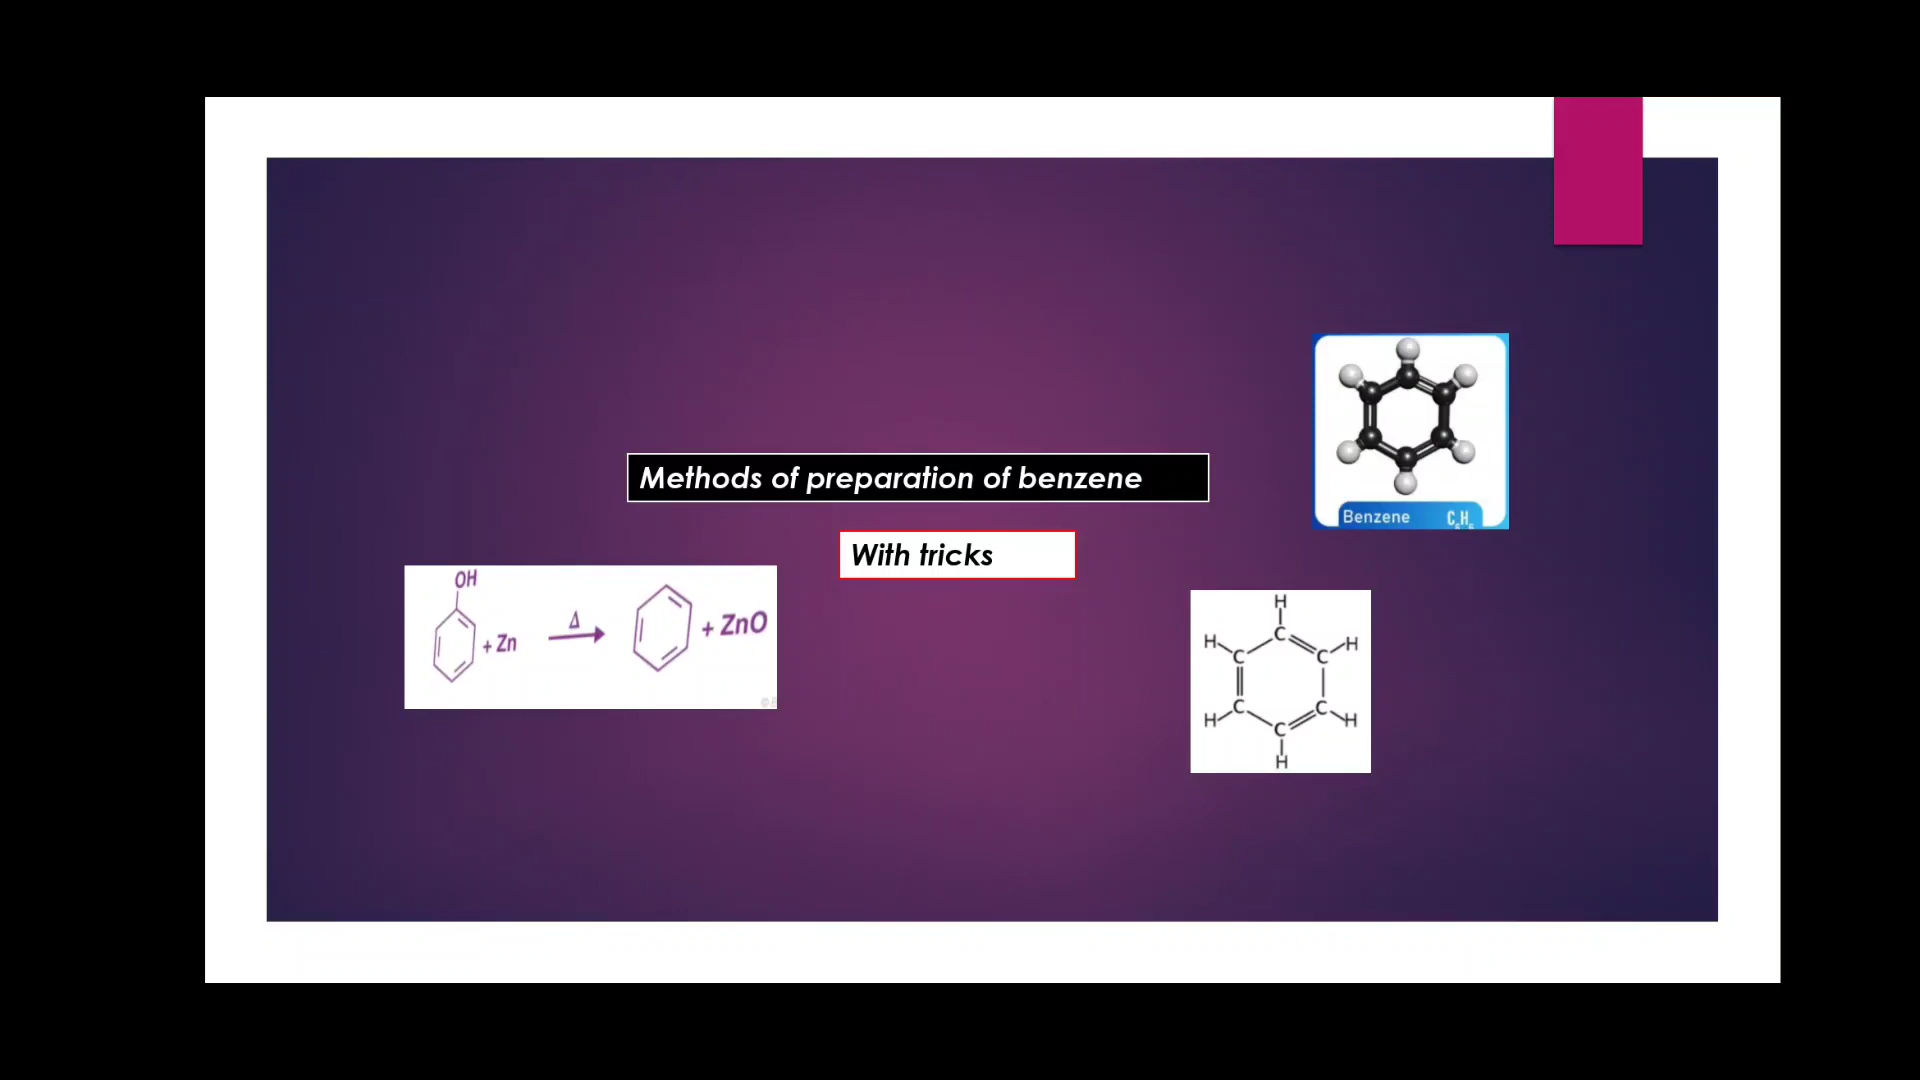 Methods of preparation of benzene
With tricks
Benzene C6H6
OH
+ Zn
Δ
+ ZnO
H
H C C H
C
H C C H
C
H